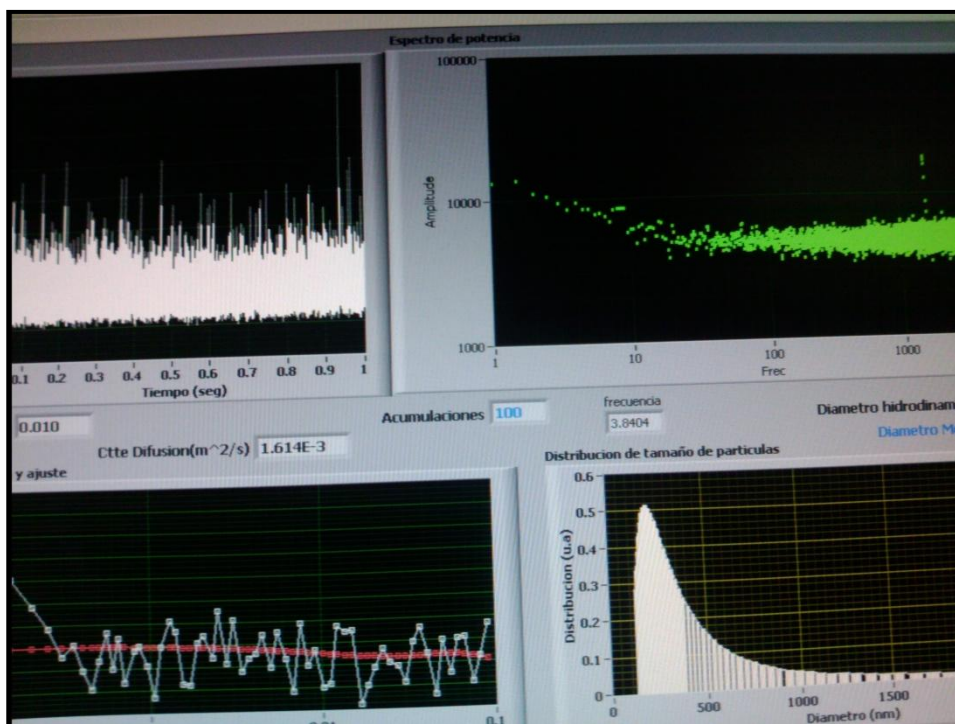 Espectro de potencia
100000
10000
1000
Amplitude
1
10
100
1000
Frec
0.1 0.2 0.3 0.4 0.5 0.6 0.7 0.8 0.9 1
Tiempo (seg)
0.010
Ctte Difusion(m^2/s) 1.614E-3
Acumulaciones 100
frecuencia
3.8404
Diametro hidrodinam
Diametro M
y ajuste
0.1
Distribucion de tamaño de particulas
0.6
0.5
0.4
0.3
0.2
0.1
0
Distribucion (u.a)
0 500 1000 1500
Diametro (nm)